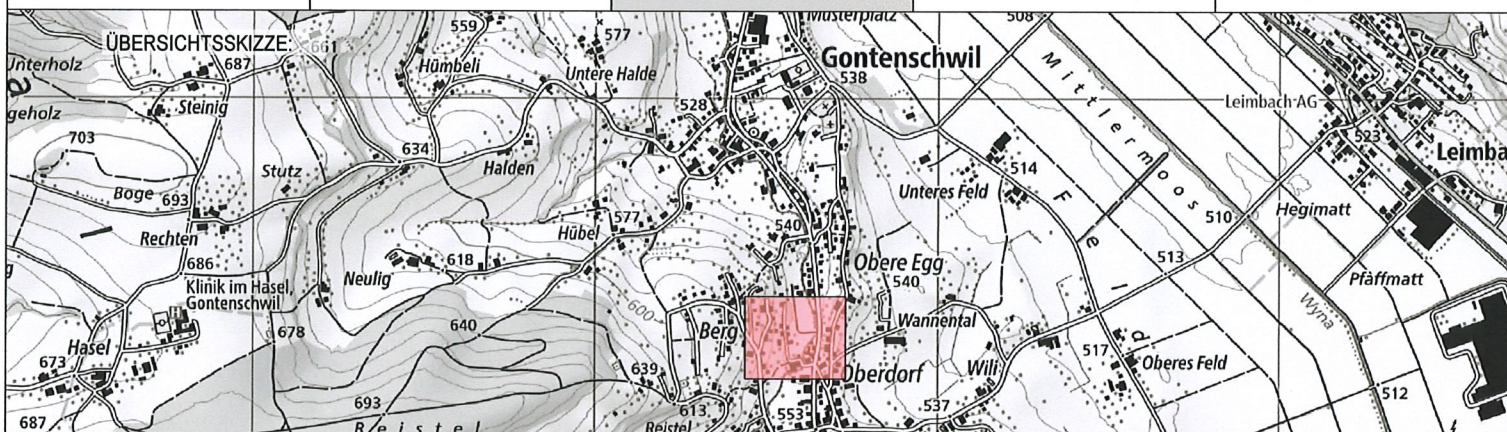 Musterplatz
508
559
577
ÜBERSICHTSSKIZZE:
661
Gontenschwil
Unterholz
687
Hümbeli
Untere Halde
538
Mittlermoos
a
Steinig
528
Leimbach AG
geholz
523
703
634
Leimba
Stutz
Halden
514
Boge
693
Unteres Feld
577
540
510
Hegimatt
Rechten
Hübel
686
618
Obere Egg
513
Neulig
540
Pfaffmatt
Klinik im Hasel,
Gontenschwil
600
Wyna
678
640
Berg
Wannental
Feld
Hasel
673
639
Oberdorf
Wili
517
Oberes Feld
693
613
553
537
512
687
Reistel
Reistel